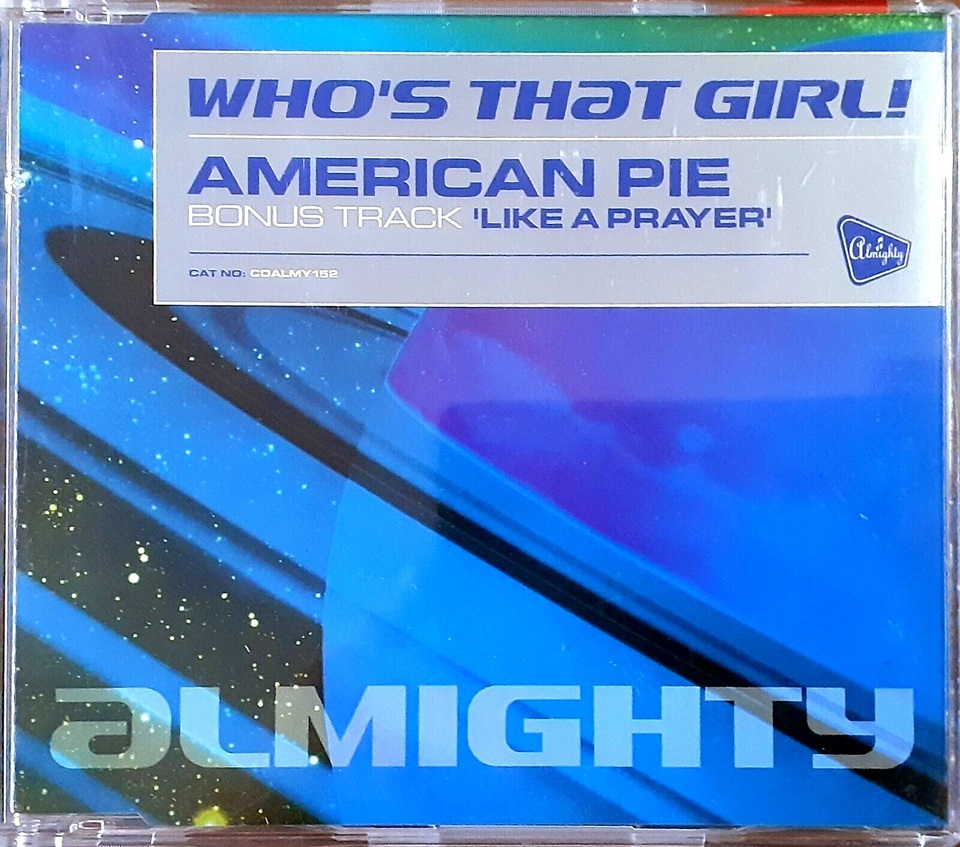 WHO'S THAT GIRL!
AMERICAN PIE
BONUS TRACK 'LIKE A PRAYER'
Almighty
CAT NO: CDALMY152
ALMIGHTY